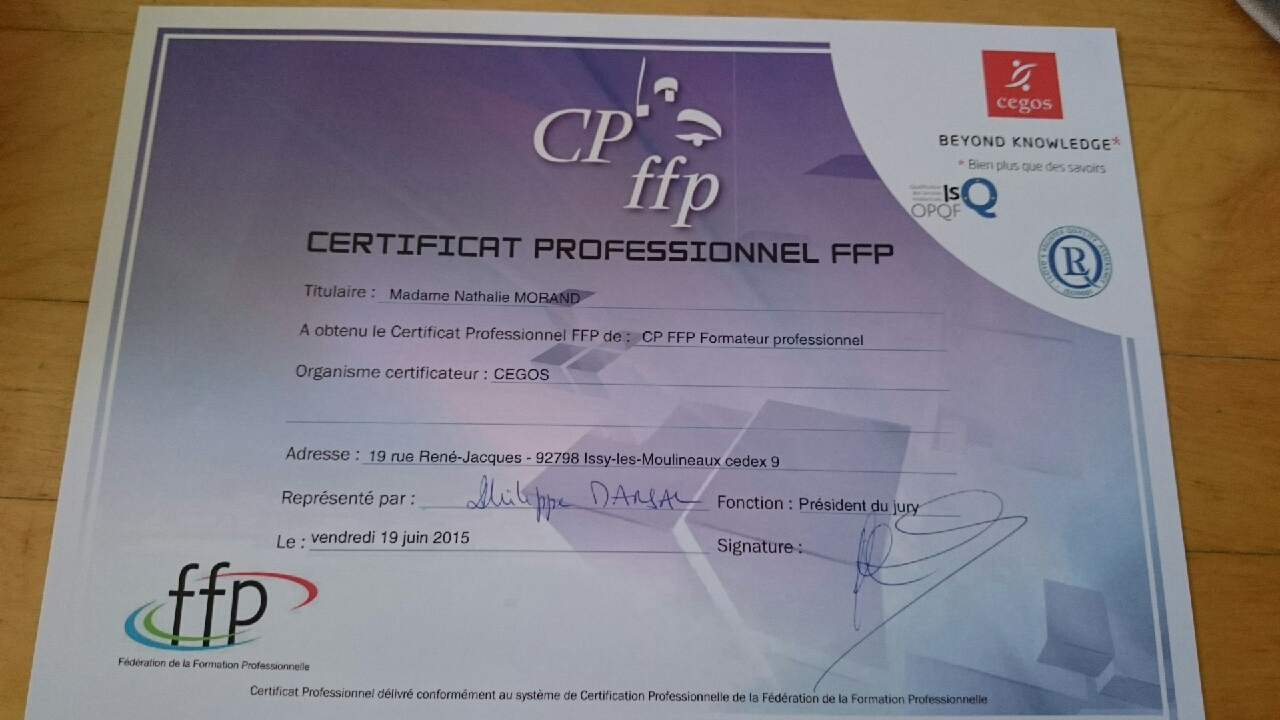 cegos
BEYOND KNOWLEDGE*
* Bien plus que des savoirs
IsQ
OPQF
CP
ffp
CERTIFICAT PROFESSIONNEL FFP
Titulaire : Madame Nathalie MORAND
A obtenu le Certificat Professionnel FFP de : CP FFP Formateur professionnel
Organisme certificateur : CEGOS
Adresse : 19 rue René-Jacques - 92798 Issy-les-Moulineaux cedex 9
Représenté par : Philippe Fonction : Président du jury
Le : vendredi 19 juin 2015 Signature :
ffp
Fédération de la Formation Professionnelle
Certificat Professionnel délivré conformément au système de Certification Professionnelle de la Fédération de la Formation Professionnelle